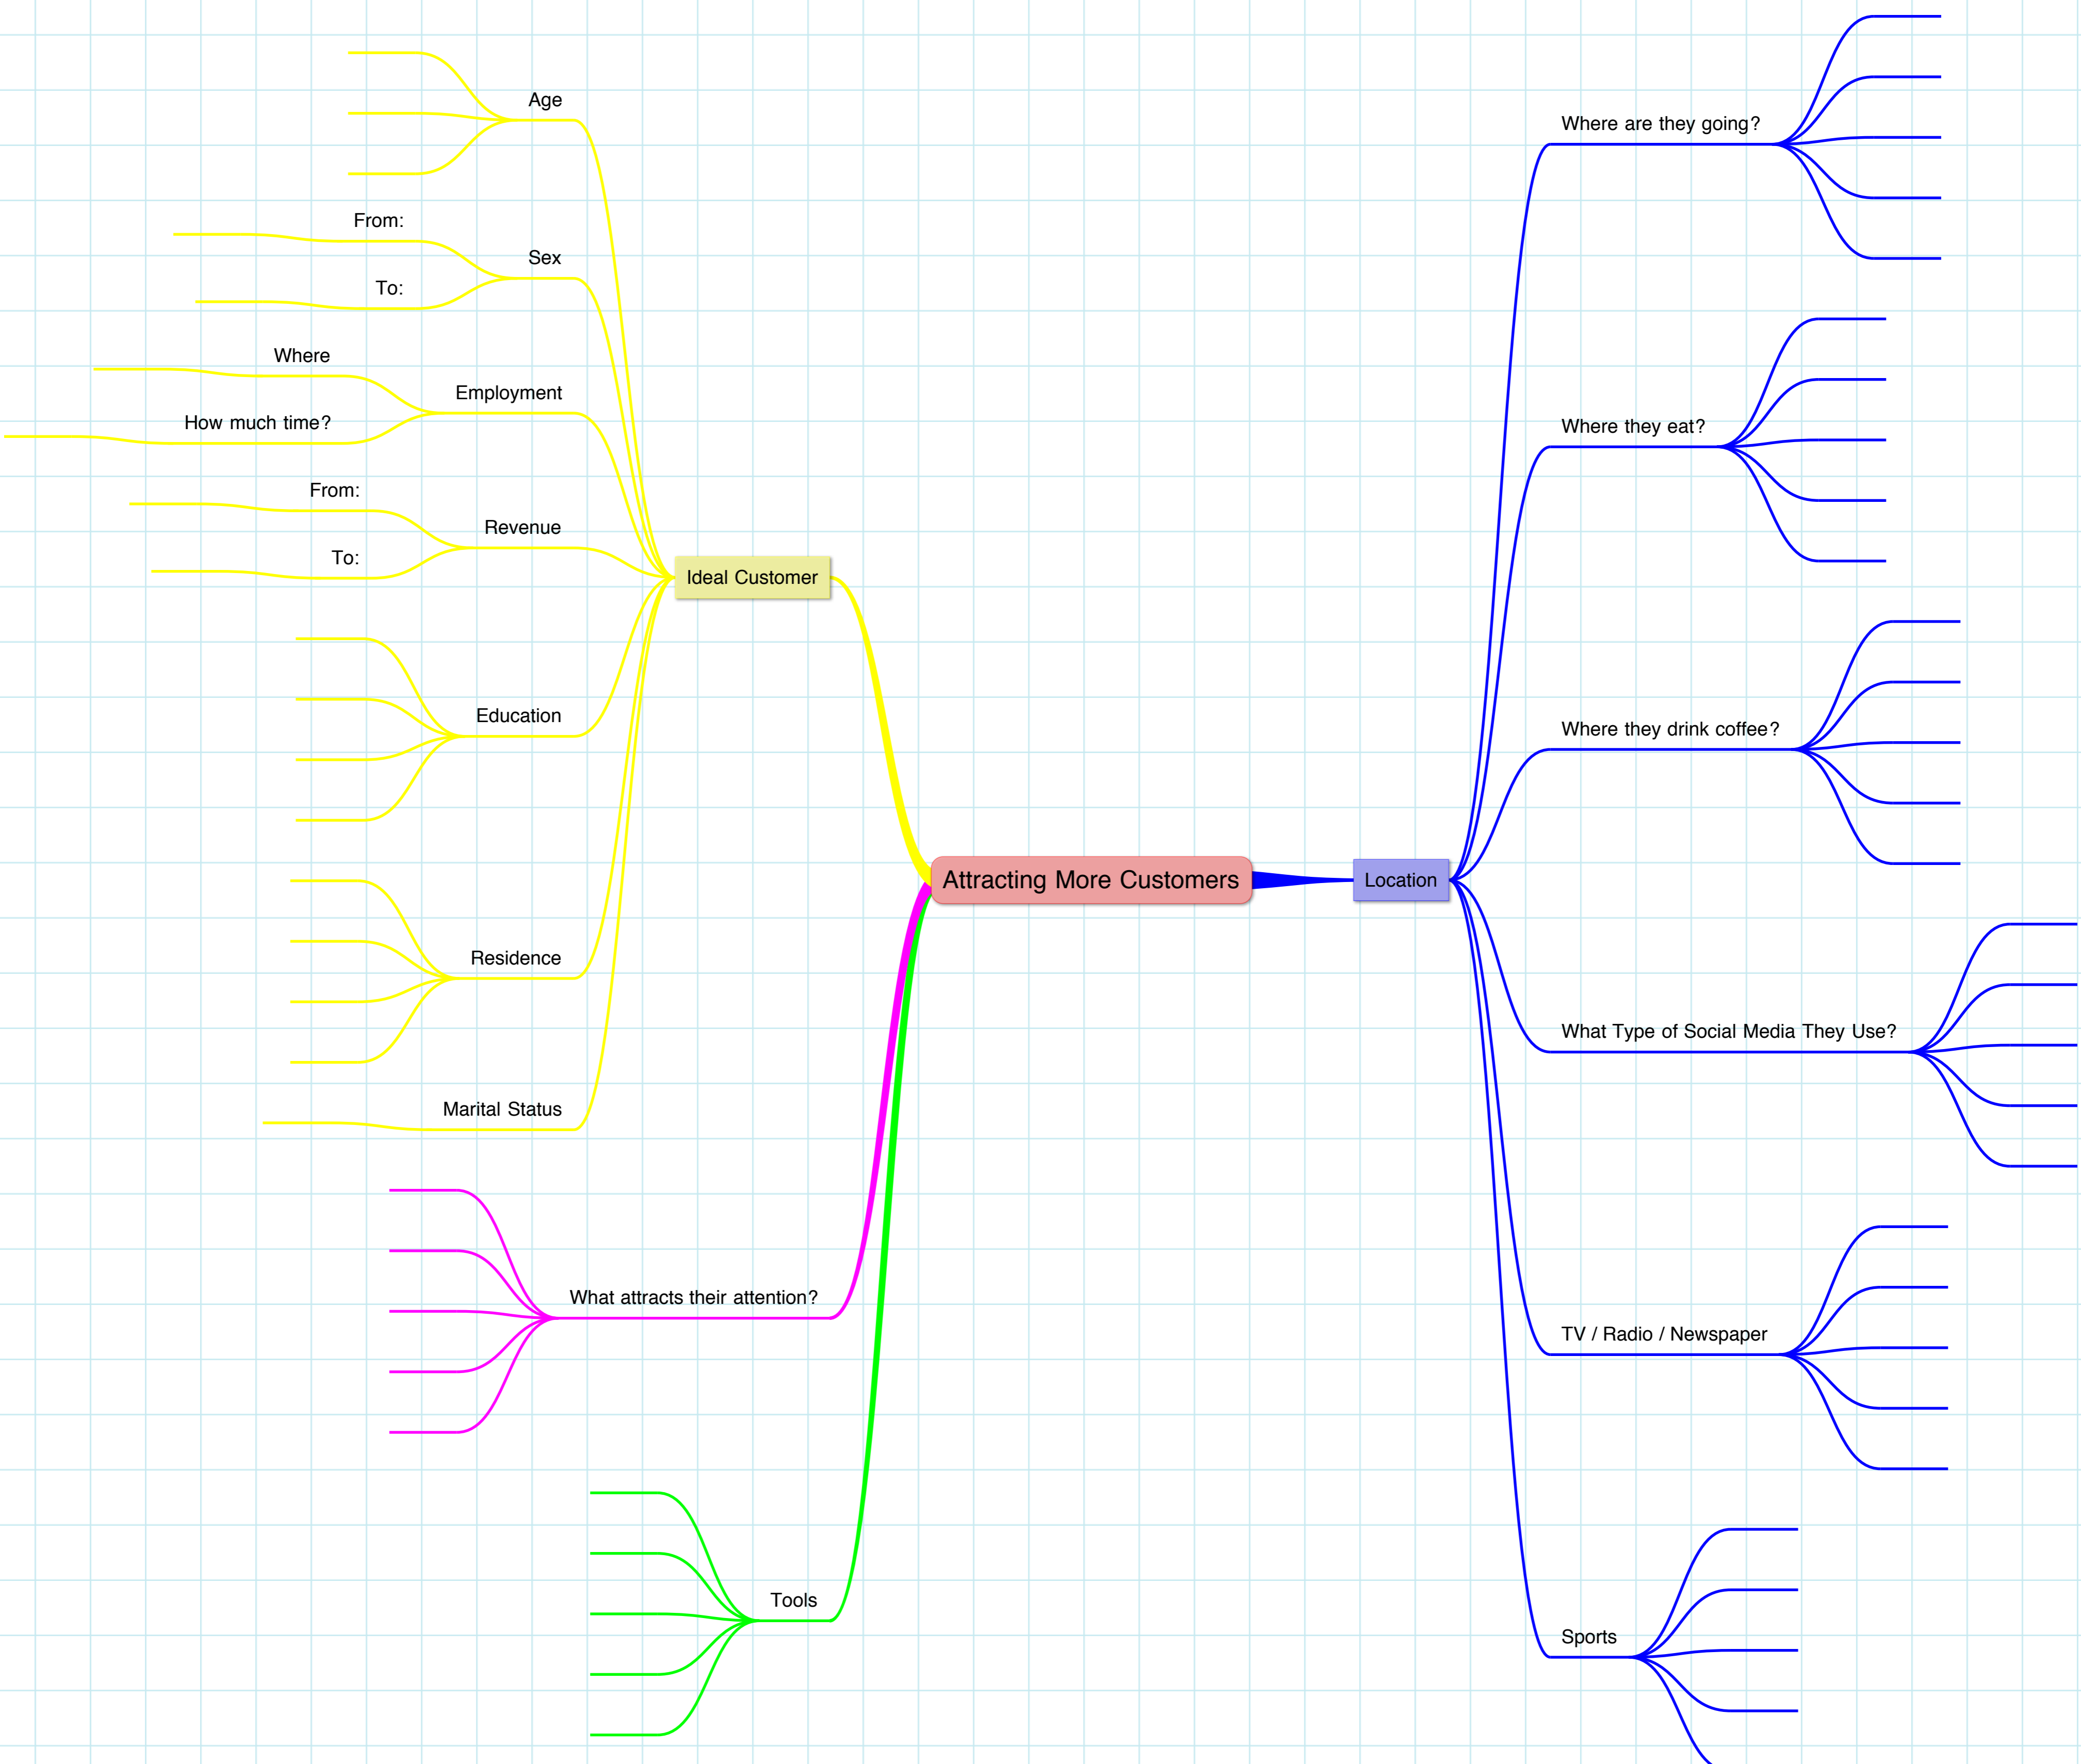 Attracting More Customers
Ideal Customer
Age
Sex
From:
To:
Employment
Where
How much time?
Revenue
From:
To:
Education
Residence
Marital Status
What attracts their attention?
Tools
Location
Where are they going?
Where they eat?
Where they drink coffee?
What Type of Social Media They Use?
TV / Radio / Newspaper
Sports